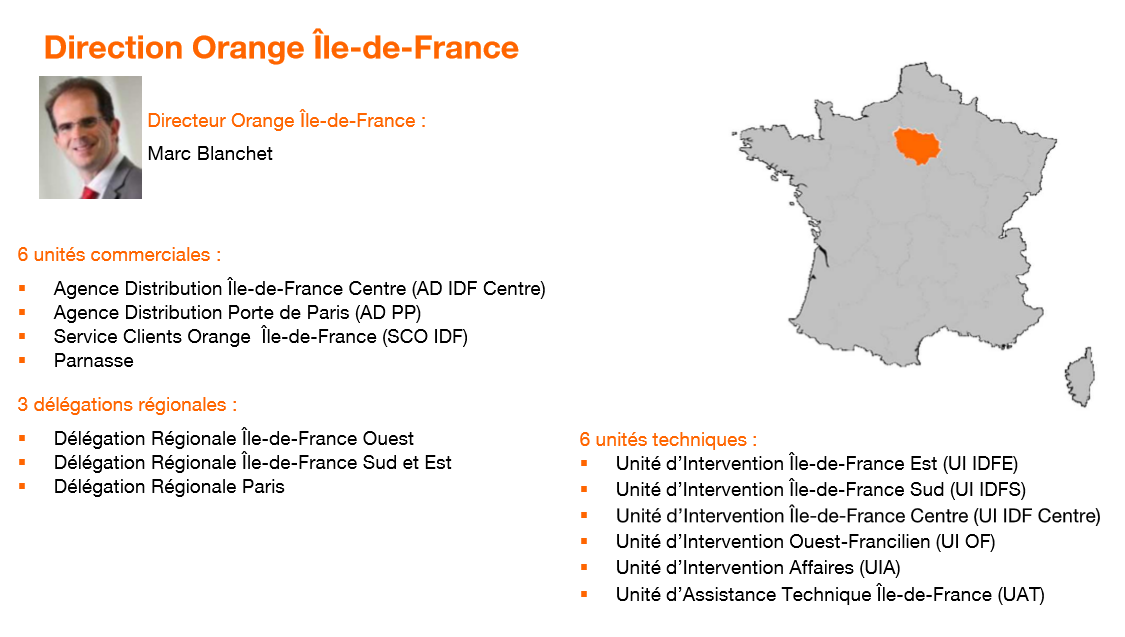 Direction Orange Île-de-France
Directeur Orange Île-de-France :
Marc Blanchet
6 unités commerciales :
▪ Agence Distribution Île-de-France Centre (AD IDF Centre)
▪ Agence Distribution Porte de Paris (AD PP)
▪ Service Clients Orange  Île-de-France (SCO IDF)
▪ Parnasse
3 délégations régionales :
▪ Délégation Régionale Île-de-France Ouest
▪ Délégation Régionale Île-de-France Sud et Est
▪ Délégation Régionale Paris
6 unités techniques :
▪ Unité d’Intervention Île-de-France Est (UI IDFE)
▪ Unité d’Intervention Île-de-France Sud (UI IDFS)
▪ Unité d’Intervention Île-de-France Centre (UI IDF Centre)
▪ Unité d’Intervention Ouest-Francilien (UI OF)
▪ Unité d’Intervention Affaires (UIA)
▪ Unité d’Assistance Technique Île-de-France (UAT)